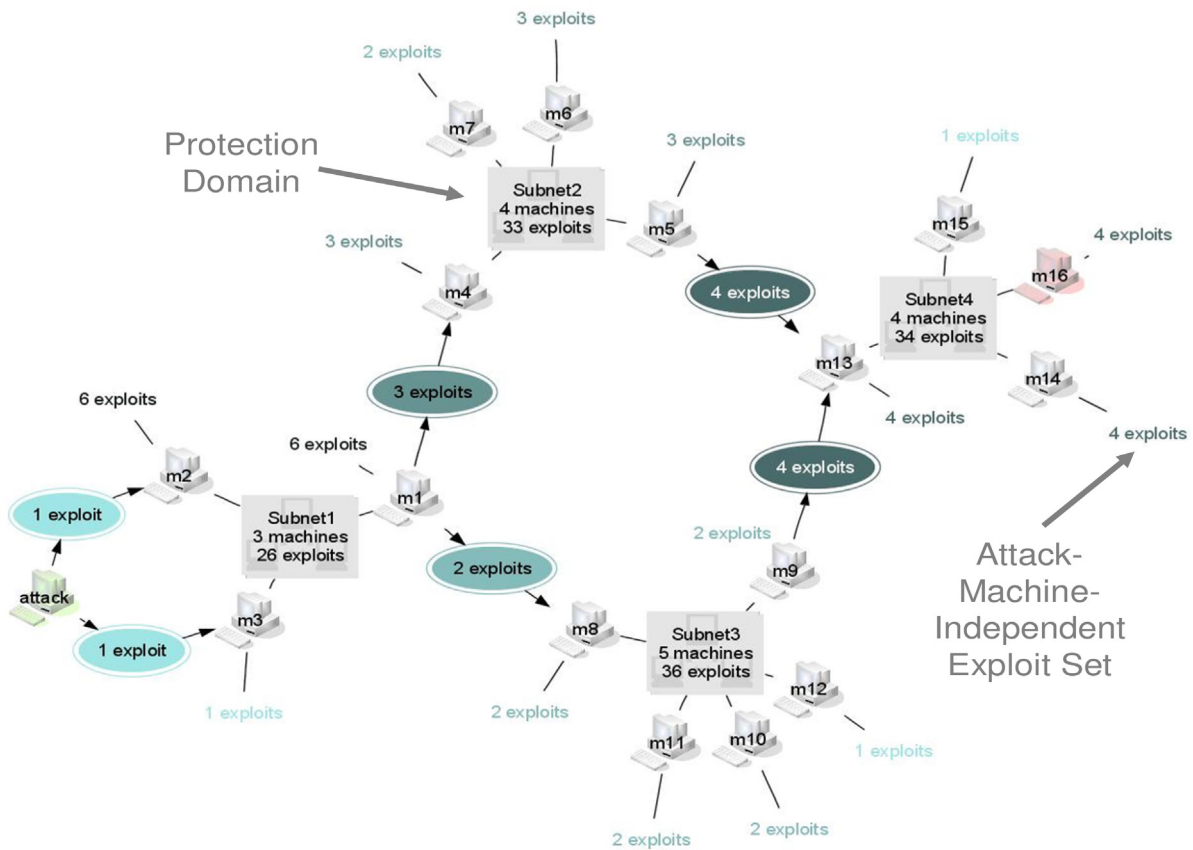 3 exploits
2 exploits
m6
m7
Protection
Domain
Subnet2
4 machines
33 exploits
3 exploits
m5
1 exploits
m15
4 exploits
m16
3 exploits
m4
4 exploits
Subnet4
4 machines
34 exploits
m13
m14
3 exploits
4 exploits
4 exploits
6 exploits
m2
6 exploits
m1
4 exploits
1 exploit
Subnet1
3 machines
26 exploits
2 exploits
2 exploits
m9
attack
m3
1 exploit
m8
Subnet3
5 machines
36 exploits
m12
Attack-
Machine-
Independent
Exploit Set
1 exploits
2 exploits
m11
m10
1 exploits
2 exploits
2 exploits